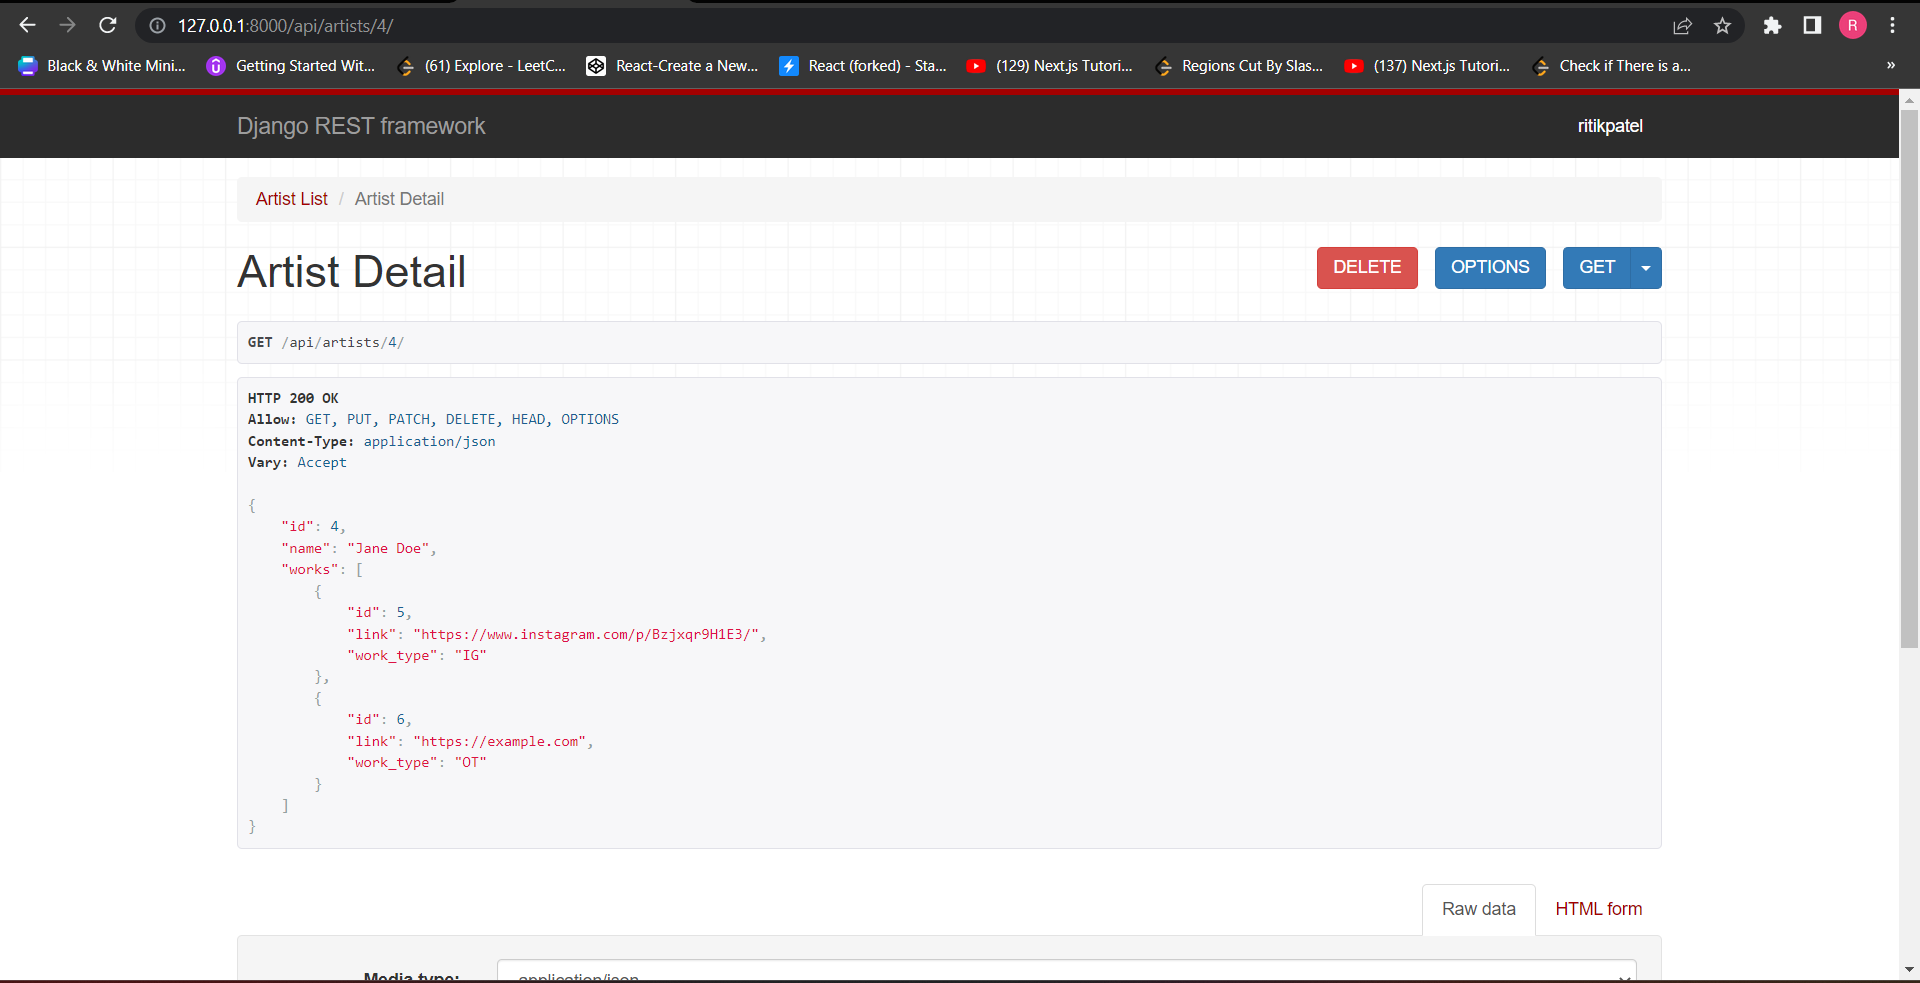 127.0.0.1:8000/api/artists/4/
R
Black & White Mini...
Getting Started Wit...
(61) Explore - LeetC...
React-Create a New...
React (forked) - Sta...
(129) Next.js Tutori...
Regions Cut By Slas...
(137) Next.js Tutori...
Check if There is a...
»
Django REST framework
ritikpatel
Artist List / Artist Detail
Artist Detail
DELETE
OPTIONS
GET
GET /api/artists/4/
HTTP 200 OK
Allow: GET, PUT, PATCH, DELETE, HEAD, OPTIONS
Content-Type: application/json
Vary: Accept
{
"id": 4,
"name": "Jane Doe",
"works": [
{
"id": 5,
"link": "https://www.instagram.com/p/Bzjxqr9H1E3/",
"work_type": "IG"
},
{
"id": 6,
"link": "https://example.com",
"work_type": "OT"
}
]
}
Raw data
HTML form
Media type:
application/json